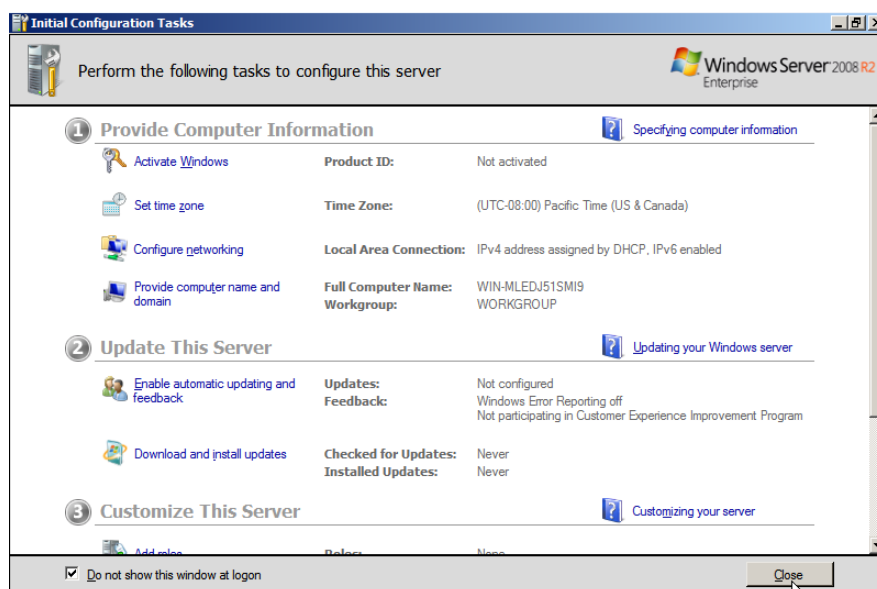 Initial Configuration Tasks
Perform the following tasks to configure this server
Windows Server 2008 R2
Enterprise
1 Provide Computer Information
Specifying computer information
Activate Windows Product ID: Not activated
Set time zone Time Zone: (UTC-08:00) Pacific Time (US & Canada)
Configure networking Local Area Connection: IPv4 address assigned by DHCP, IPv6 enabled
Provide computer name and domain
Full Computer Name: WIN-MLEDJ51SMI9
Workgroup: WORKGROUP
2 Update This Server
Updating your Windows server
Enable automatic updating and feedback
Updates: Not configured
Feedback: Windows Error Reporting off
Not participating in Customer Experience Improvement Program
Download and install updates
Checked for Updates: Never
Installed Updates: Never
3 Customize This Server
Customizing your server
Add roles Roles: None
Do not show this window at logon
Close